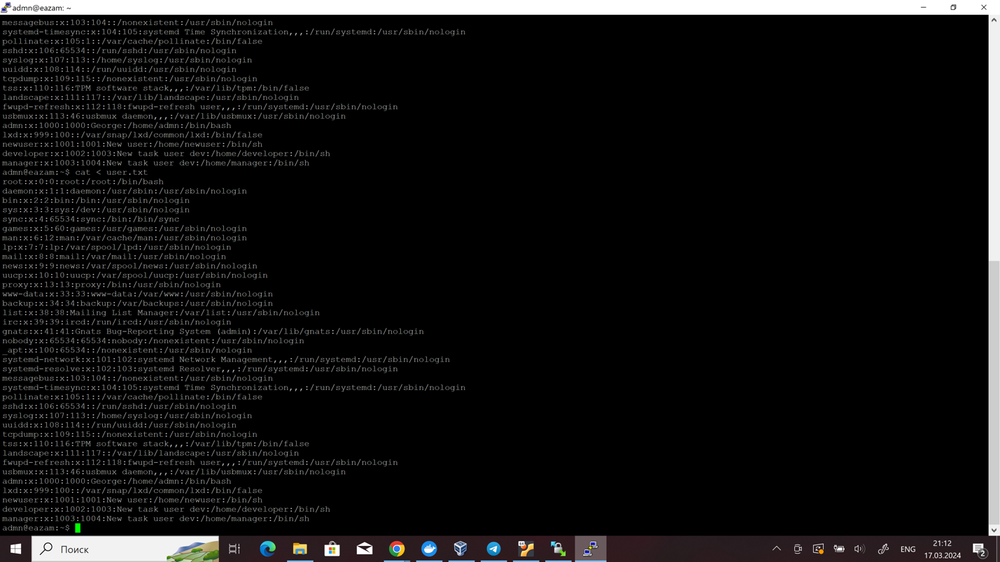 admn@eazam: ~
messagebus:x:103:104::/nonexistent:/usr/sbin/nologin
systemd-timesync:x:104:105:systemd Time Synchronization,,,:/run/systemd:/usr/sbin/nologin
pollinate:x:105:1::/var/cache/pollinate:/bin/false
sshd:x:106:65534::/run/sshd:/usr/sbin/nologin
syslog:x:107:113::/home/syslog:/usr/sbin/nologin
uuidd:x:108:114::/run/uuidd:/usr/sbin/nologin
tcpdump:x:109:115::/nonexistent:/usr/sbin/nologin
tss:x:110:116:TPM software stack,,,:/var/lib/tpm:/bin/false
landscape:x:111:117::/var/lib/landscape:/usr/sbin/nologin
fwupd-refresh:x:112:118:fwupd-refresh user,,,:/run/systemd:/usr/sbin/nologin
usbmux:x:113:46:usbmux daemon,,,:/var/lib/usbmux:/usr/sbin/nologin
admn:x:1000:1000:George:/home/admn:/bin/bash
lxd:x:999:100::/var/snap/lxd/common/lxd:/bin/false
newuser:x:1001:1001:New user:/home/newuser:/bin/sh
developer:x:1002:1003:New task user dev:/home/developer:/bin/sh
manager:x:1003:1004:New task user dev:/home/manager:/bin/sh
admn@eazam:~$ cat < user.txt
root:x:0:0:root:/root:/bin/bash
daemon:x:1:1:daemon:/usr/sbin:/usr/sbin/nologin
bin:x:2:2:bin:/bin:/usr/sbin/nologin
sys:x:3:3:sys:/dev:/usr/sbin/nologin
sync:x:4:65534:sync:/bin:/bin/sync
games:x:5:60:games:/usr/games:/usr/sbin/nologin
man:x:6:12:man:/var/cache/man:/usr/sbin/nologin
lp:x:7:7:lp:/var/spool/lpd:/usr/sbin/nologin
mail:x:8:8:mail:/var/mail:/usr/sbin/nologin
news:x:9:9:news:/var/spool/news:/usr/sbin/nologin
uucp:x:10:10:uucp:/var/spool/uucp:/usr/sbin/nologin
proxy:x:13:13:proxy:/bin:/usr/sbin/nologin
www-data:x:33:33:www-data:/var/www:/usr/sbin/nologin
backup:x:34:34:backup:/var/backups:/usr/sbin/nologin
list:x:38:38:Mailing List Manager:/var/list:/usr/sbin/nologin
irc:x:39:39:ircd:/run/ircd:/usr/sbin/nologin
gnats:x:41:41:Gnats Bug-Reporting System (admin):/var/lib/gnats:/usr/sbin/nologin
nobody:x:65534:65534:nobody:/nonexistent:/usr/sbin/nologin
_apt:x:100:65534::/nonexistent:/usr/sbin/nologin
systemd-network:x:101:102:systemd Network Management,,,:/run/systemd:/usr/sbin/nologin
systemd-resolve:x:102:103:systemd Resolver,,,:/run/systemd:/usr/sbin/nologin
messagebus:x:103:104::/nonexistent:/usr/sbin/nologin
systemd-timesync:x:104:105:systemd Time Synchronization,,,:/run/systemd:/usr/sbin/nologin
pollinate:x:105:1::/var/cache/pollinate:/bin/false
sshd:x:106:65534::/run/sshd:/usr/sbin/nologin
syslog:x:107:113::/home/syslog:/usr/sbin/nologin
uuidd:x:108:114::/run/uuidd:/usr/sbin/nologin
tcpdump:x:109:115::/nonexistent:/usr/sbin/nologin
tss:x:110:116:TPM software stack,,,:/var/lib/tpm:/bin/false
landscape:x:111:117::/var/lib/landscape:/usr/sbin/nologin
fwupd-refresh:x:112:118:fwupd-refresh user,,,:/run/systemd:/usr/sbin/nologin
usbmux:x:113:46:usbmux daemon,,,:/var/lib/usbmux:/usr/sbin/nologin
admn:x:1000:1000:George:/home/admn:/bin/bash
lxd:x:999:100::/var/snap/lxd/common/lxd:/bin/false
newuser:x:1001:1001:New user:/home/newuser:/bin/sh
developer:x:1002:1003:New task user dev:/home/developer:/bin/sh
manager:x:1003:1004:New task user dev:/home/manager:/bin/sh
admn@eazam:~$
Поиск
64
ENG
21:12
17.03.2024
2